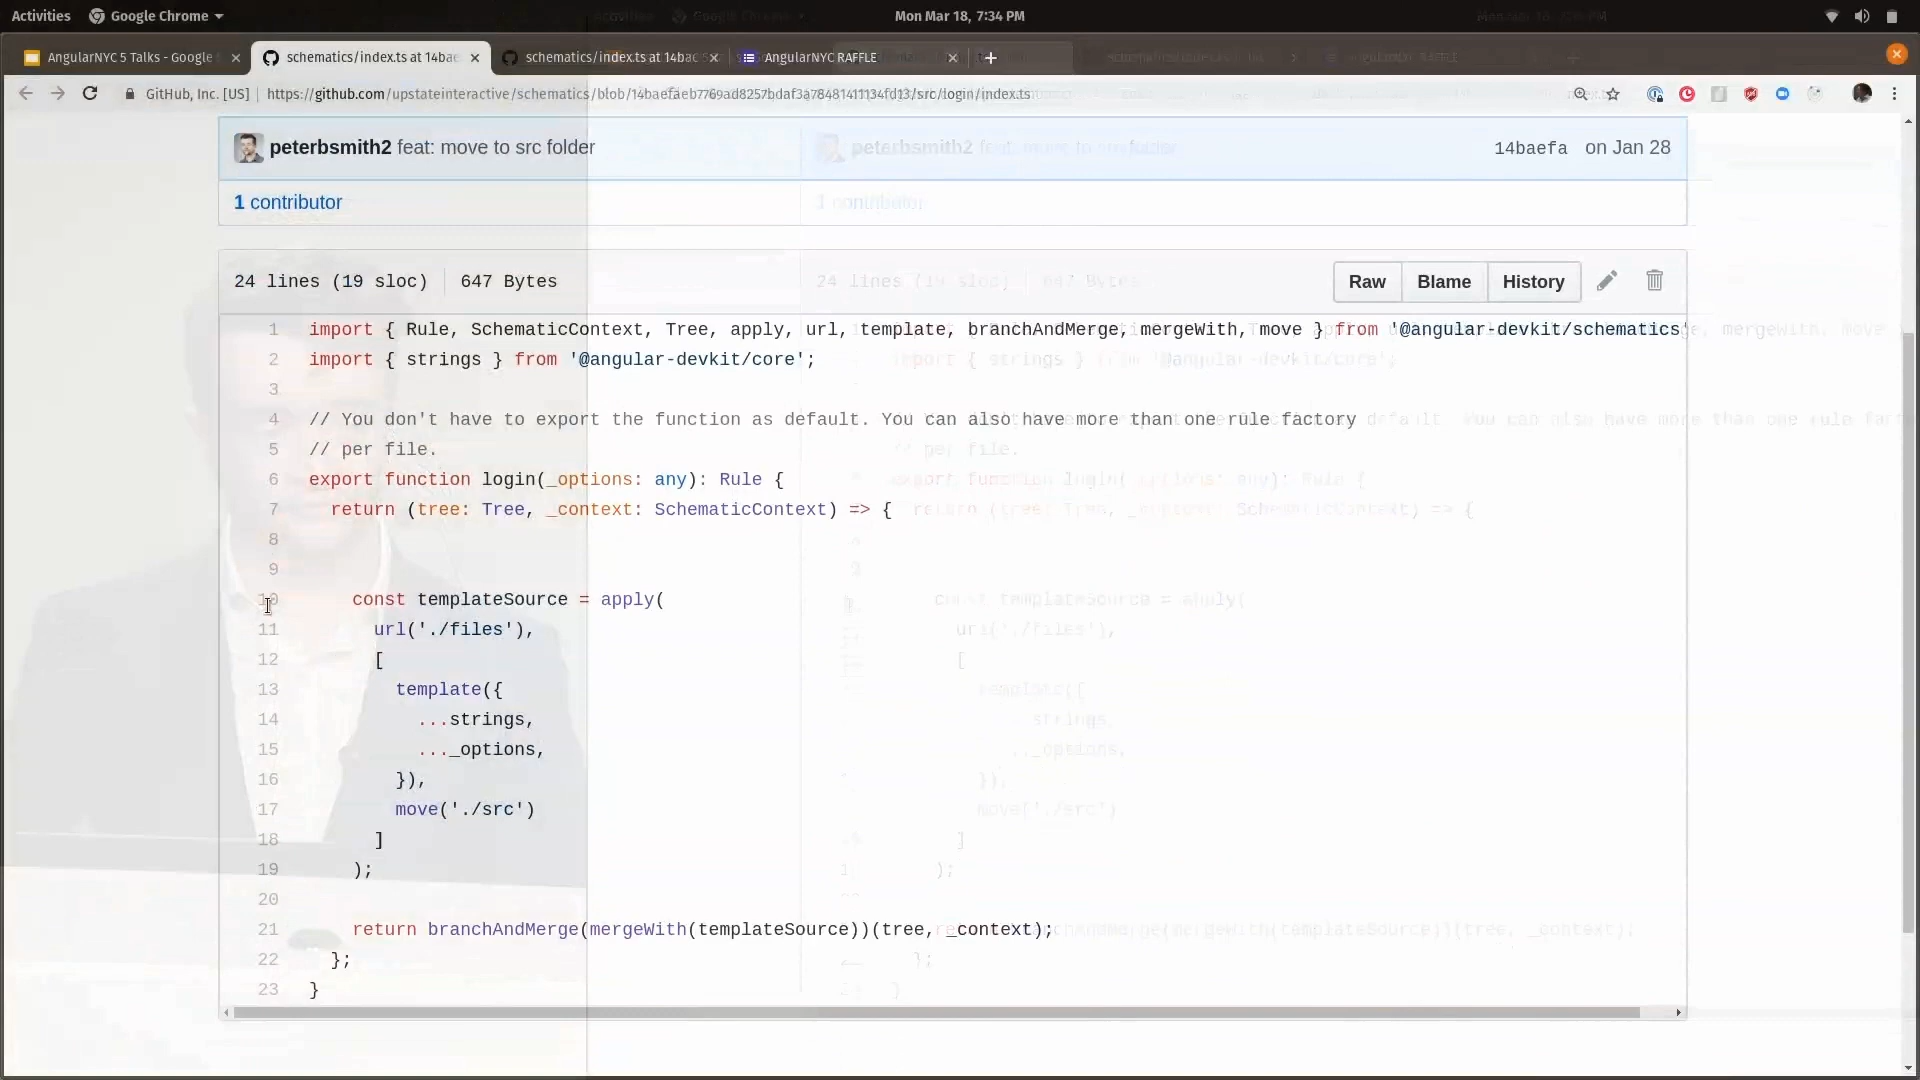 Activities Google Chrome Mon Mar 18, 7:34 PM
AngularNYC 5 Talks - Google schematics/index.ts at 14bae schematics/index.ts at 14bac AngularNYC RAFFLE
GitHub, Inc. [US] https://github.com/upstateinteractive/schematics/blob/14baefaeb7769ad8257bdaf3a78481411134fd13/src/login/index.ts
peterbsmith2 feat: move to src folder 14baefa on Jan 28
1 contributor
24 lines (19 sloc) 647 Bytes Raw Blame History
1 import { Rule, SchematicContext, Tree, apply, url, template, branchAndMerge, mergeWith, move } from '@angular-devkit/schematics'
2 import { strings } from '@angular-devkit/core';
3
4 // You don't have to export the function as default. You can also have more than one rule factory
5 // per file.
6 export function login(_options: any): Rule {
7 return (tree: Tree, _context: SchematicContext) => {
8
9
10 const templateSource = apply(
11 url('./files'),
12 [
13 template({
14 ...strings,
15 ..._options,
16 }),
17 move('./src')
18 ]
19 );
20
21 return branchAndMerge(mergeWith(templateSource))(tree, _context);
22 };
23 }